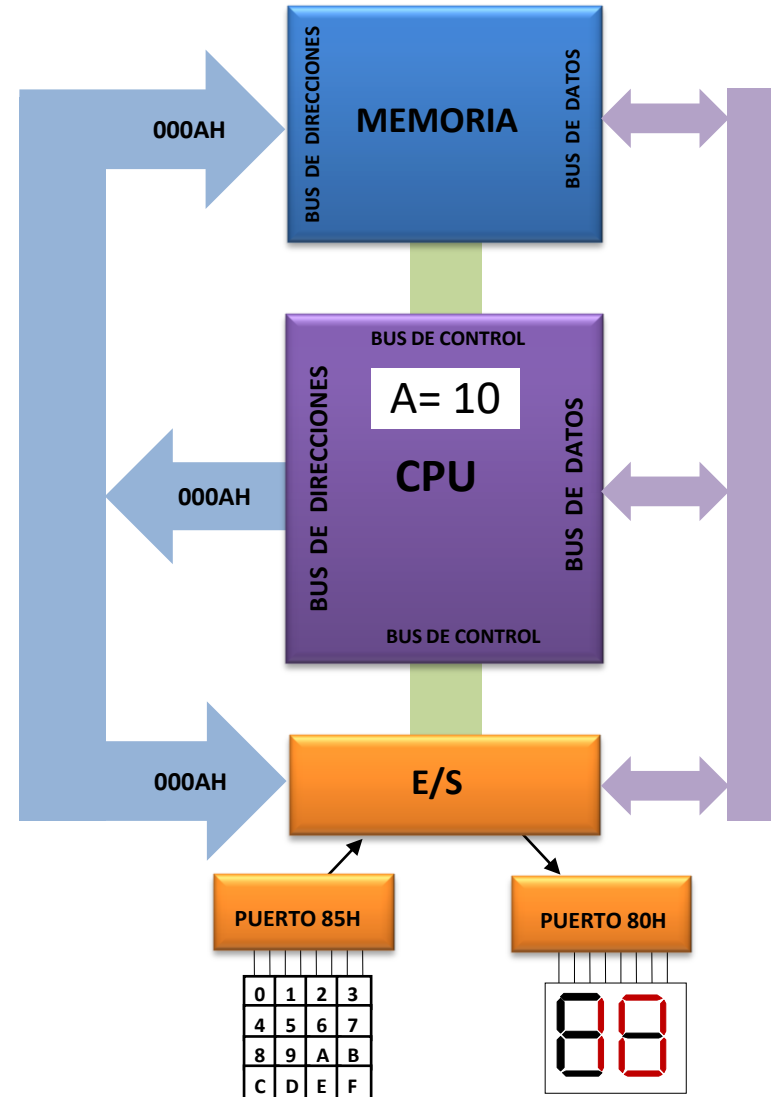 000AH
BUS DE DIRECCIONES
MEMORIA
BUS DE DATOS
BUS DE CONTROL
A= 10
000AH
BUS DE DIRECCIONES
CPU
BUS DE DATOS
BUS DE CONTROL
000AH
E/S
PUERTO 85H
PUERTO 80H
0 1 2 3
4 5 6 7
8 9 A B
C D E F
10